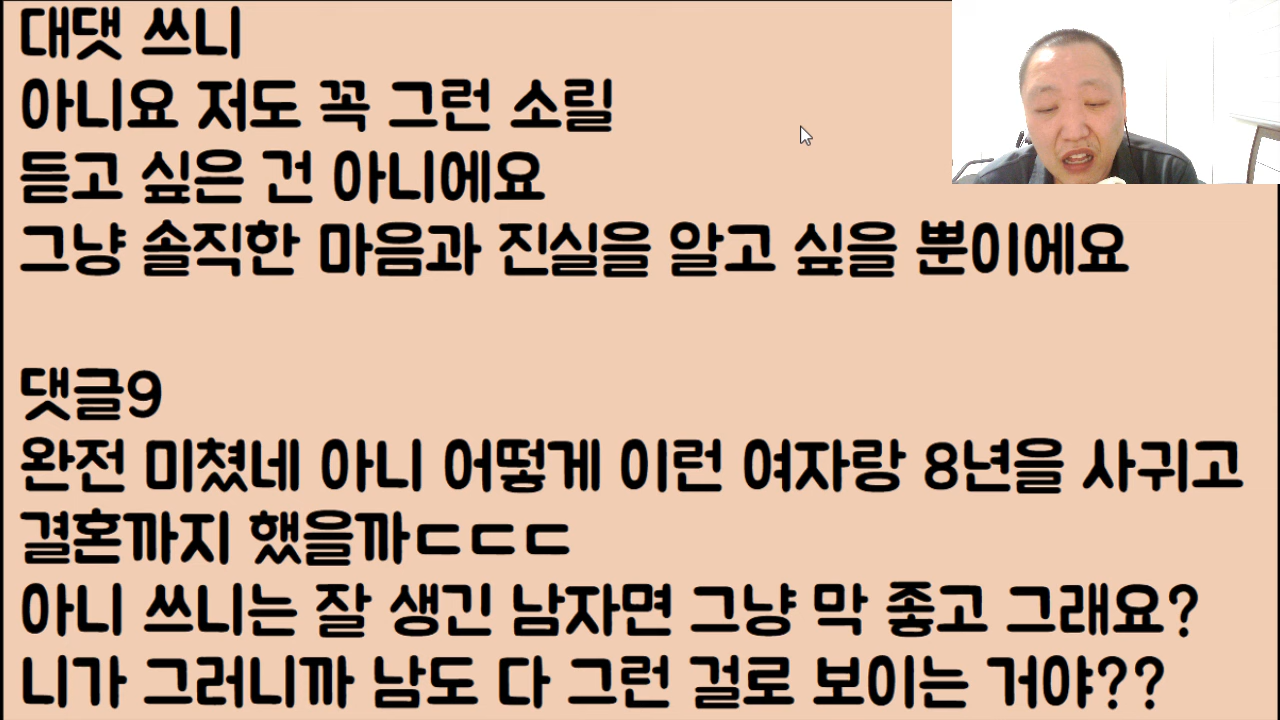 대댓 쓰니
아니요 저도 꼭 그런 소릴
듣고 싶은 건 아니에요
그냥 솔직한 마음과 진실을 알고 싶을 뿐이에요
댓글9
완전 미쳤네 아니 어떻게 이런 여자랑 8년을 사귀고
결혼까지 했을까ㄷㄷㄷ
아니 쓰니는 잘 생긴 남자면 그냥 막 좋고 그래요?
니가 그러니까 남도 다 그런 걸로 보이는 거야??